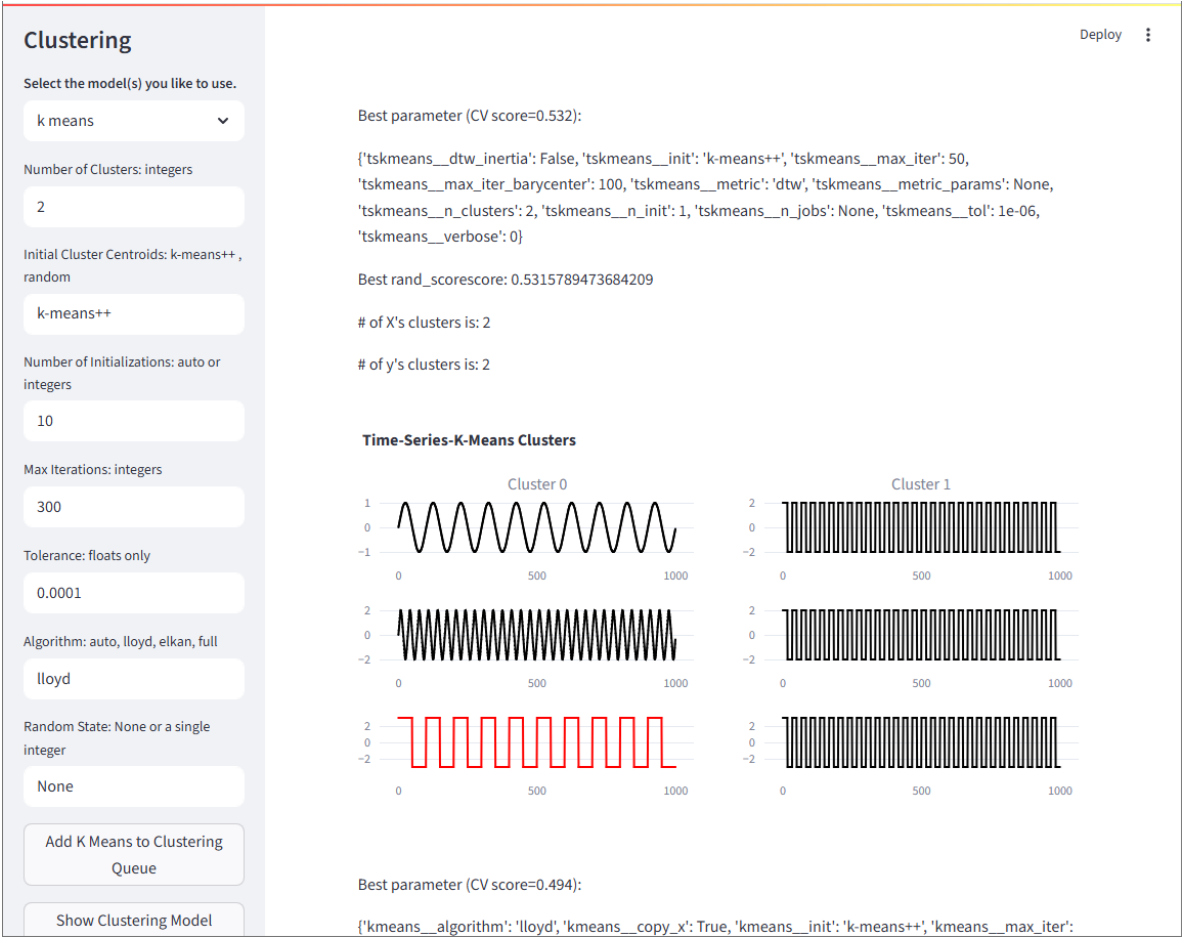 Clustering
Select the model(s) you like to use.
k means
Number of Clusters: integers
2
Initial Cluster Centroids: k-means++ ,
random
k-means++
Number of Initializations: auto or
integers
10
Max Iterations: integers
300
Tolerance: floats only
0.0001
Algorithm: auto, lloyd, elkan, full
lloyd
Random State: None or a single
integer
None
Add K Means to Clustering
Queue
Show Clustering Model
Deploy
Best parameter (CV score=0.532):
{'tskmeans__dtw_inertia': False, 'tskmeans__init': 'k-means++', 'tskmeans__max_iter': 50,
'tskmeans__max_iter_barycenter': 100, 'tskmeans__metric': 'dtw', 'tskmeans__metric_params': None,
'tskmeans__n_clusters': 2, 'tskmeans__n_init': 1, 'tskmeans__n_jobs': None, 'tskmeans__tol': 1e-06,
'tskmeans__verbose': 0}
Best rand_scorescore: 0.5315789473684209
# of X's clusters is: 2
# of y's clusters is: 2
Time-Series-K-Means Clusters
Cluster 0
1
0
−1
0 500 1000
2
0
−2
0 500 1000
2
0
−2
0 500 1000
Cluster 1
2
0
−2
0 500 1000
2
0
−2
0 500 1000
2
0
−2
0 500 1000
Best parameter (CV score=0.494):
{'kmeans__algorithm': 'lloyd', 'kmeans__copy_x': True, 'kmeans__init': 'k-means++', 'kmeans__max_iter':